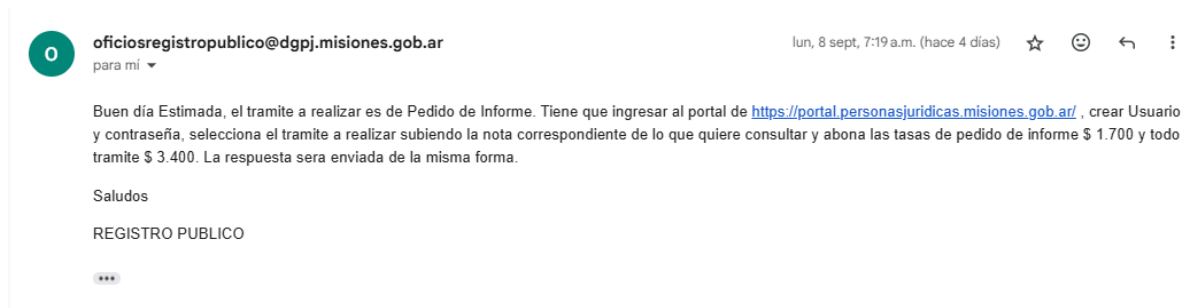 O
oficiosregistropublico@dgpj.misiones.gob.ar
lun, 8 sept, 7:19 a.m. (hace 4 días)
para mí
Buen día Estimada, el tramite a realizar es de Pedido de Informe. Tiene que ingresar al portal de https://portal.personasjuridicas.misiones.gob.ar/ , crear Usuario
y contraseña, selecciona el tramite a realizar subiendo la nota correspondiente de lo que quiere consultar y abona las tasas de pedido de informe $ 1.700 y todo
tramite $ 3.400. La respuesta sera enviada de la misma forma.
Saludos
REGISTRO PUBLICO